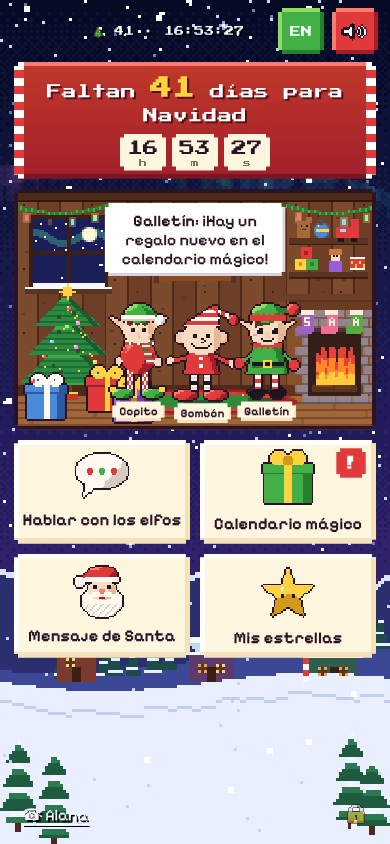 41 16:53:27 EN
Faltan 41 días para
Navidad
16 53 27
h m s
Galletín: ¡Hay un
regalo nuevo en el
calendario mágico!
S A A
Copito Bombón Galletín
!
Hablar con los elfos
Calendario mágico
Mensaje de Santa
Mis estrellas
Alana